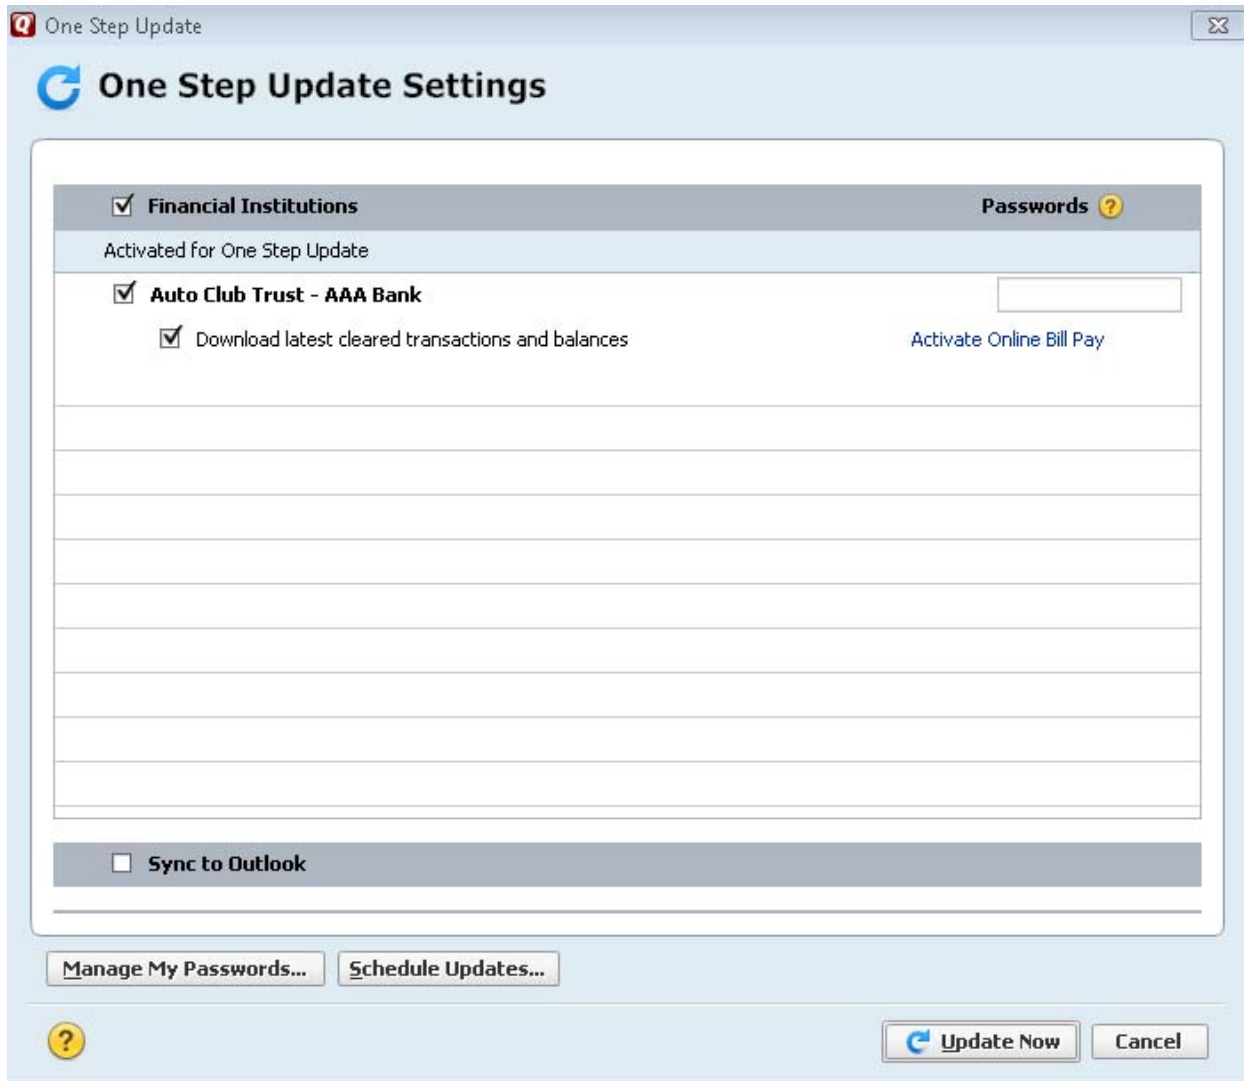 One Step Update
One Step Update Settings
Financial Institutions Passwords ?
Activated for One Step Update
Auto Club Trust - AAA Bank
Download latest cleared transactions and balances Activate Online Bill Pay
Sync to Outlook
Manage My Passwords... Schedule Updates...
? Update Now Cancel